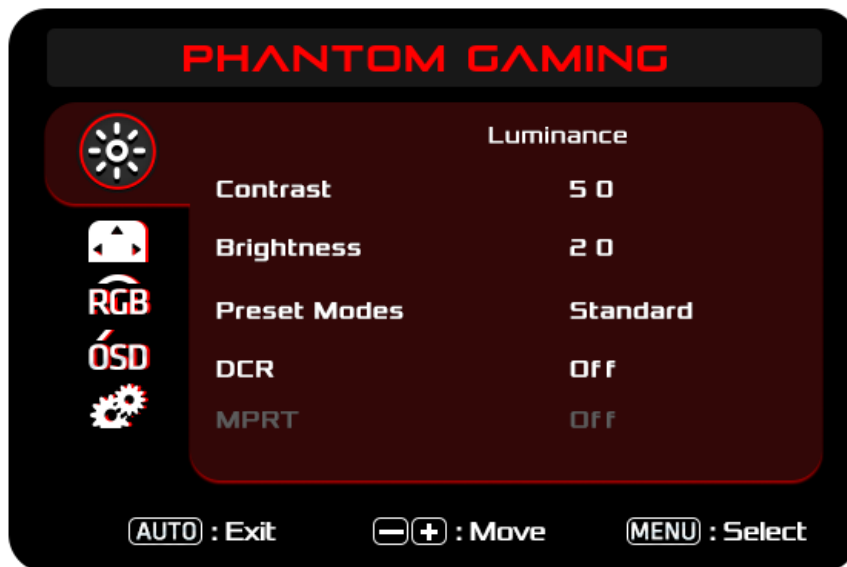 PHANTOM GAMING
Luminance
Contrast 50
Brightness 20
Preset Modes Standard
RGB
DCR Off
OSD
MPRT Off
AUTO : Exit - + : Move MENU : Select